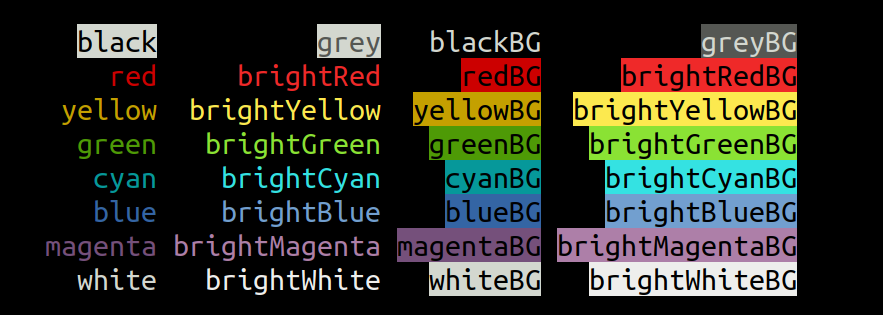 black grey blackBG greyBG
red brightRed redBG brightRedBG
yellow brightYellow yellowBG brightYellowBG
green brightGreen greenBG brightGreenBG
cyan brightCyan cyanBG brightCyanBG
blue brightBlue blueBG brightBlueBG
magenta brightMagenta magentaBG brightMagentaBG
white brightWhite whiteBG brightWhiteBG